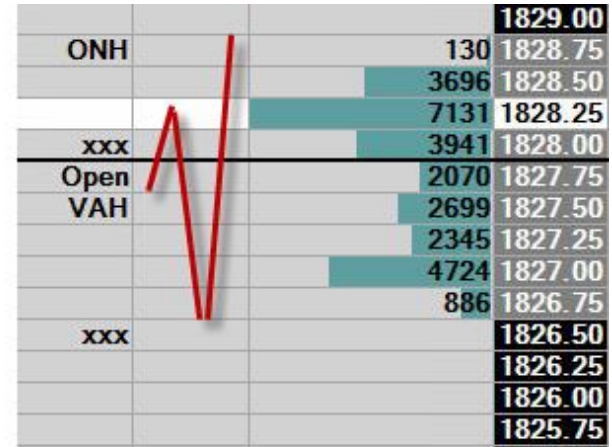 1829.00
ONH 130 1828.75
3696 1828.50
7131 1828.25
xxx 3941 1828.00
Open 2070 1827.75
VAH 2699 1827.50
2345 1827.25
4724 1827.00
886 1826.75
xxx 1826.50
1826.25
1826.00
1825.75